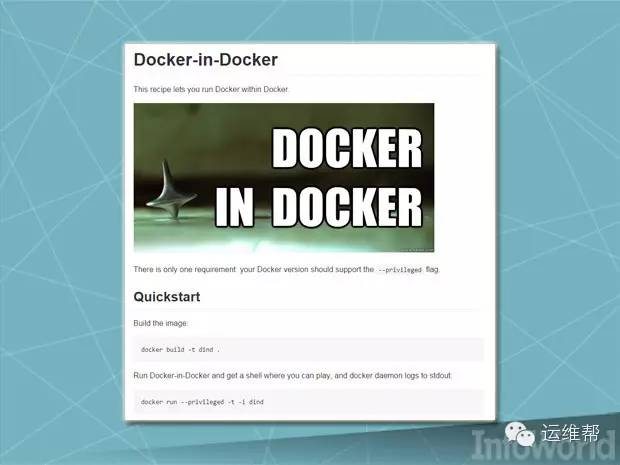 Docker-in-Docker
This recipe lets you run Docker within Docker.
DOCKER
IN DOCKER
There is only one requirement your Docker version should support the --privileged flag.
Quickstart
Build the image:
docker build -t dind .
Run Docker-in-Docker and get a shell where you can play, and docker daemon logs to stdout:
docker run --privileged -t -i dind
运维帮
InfoWorld